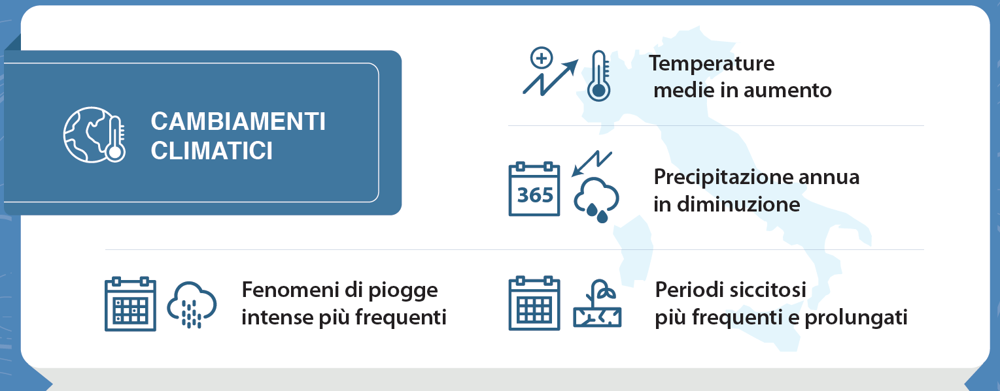 CAMBIAMENTI
CLIMATICI
Temperature
medie in aumento
365
Precipitazione annua
in diminuzione
Fenomeni di piogge
intense più frequenti
Periodi siccitosi
più frequenti e prolungati